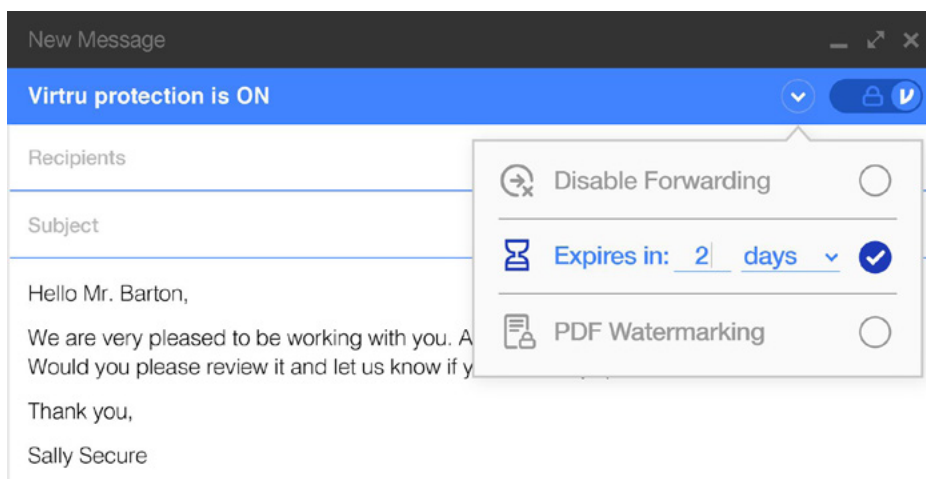 New Message
Virtru protection is ON
Recipients
Disable Forwarding
Subject
Expires in: 2 days
Hello Mr. Barton,
PDF Watermarking
We are very pleased to be working with you. A
Would you please review it and let us know if y
Thank you,
Sally Secure